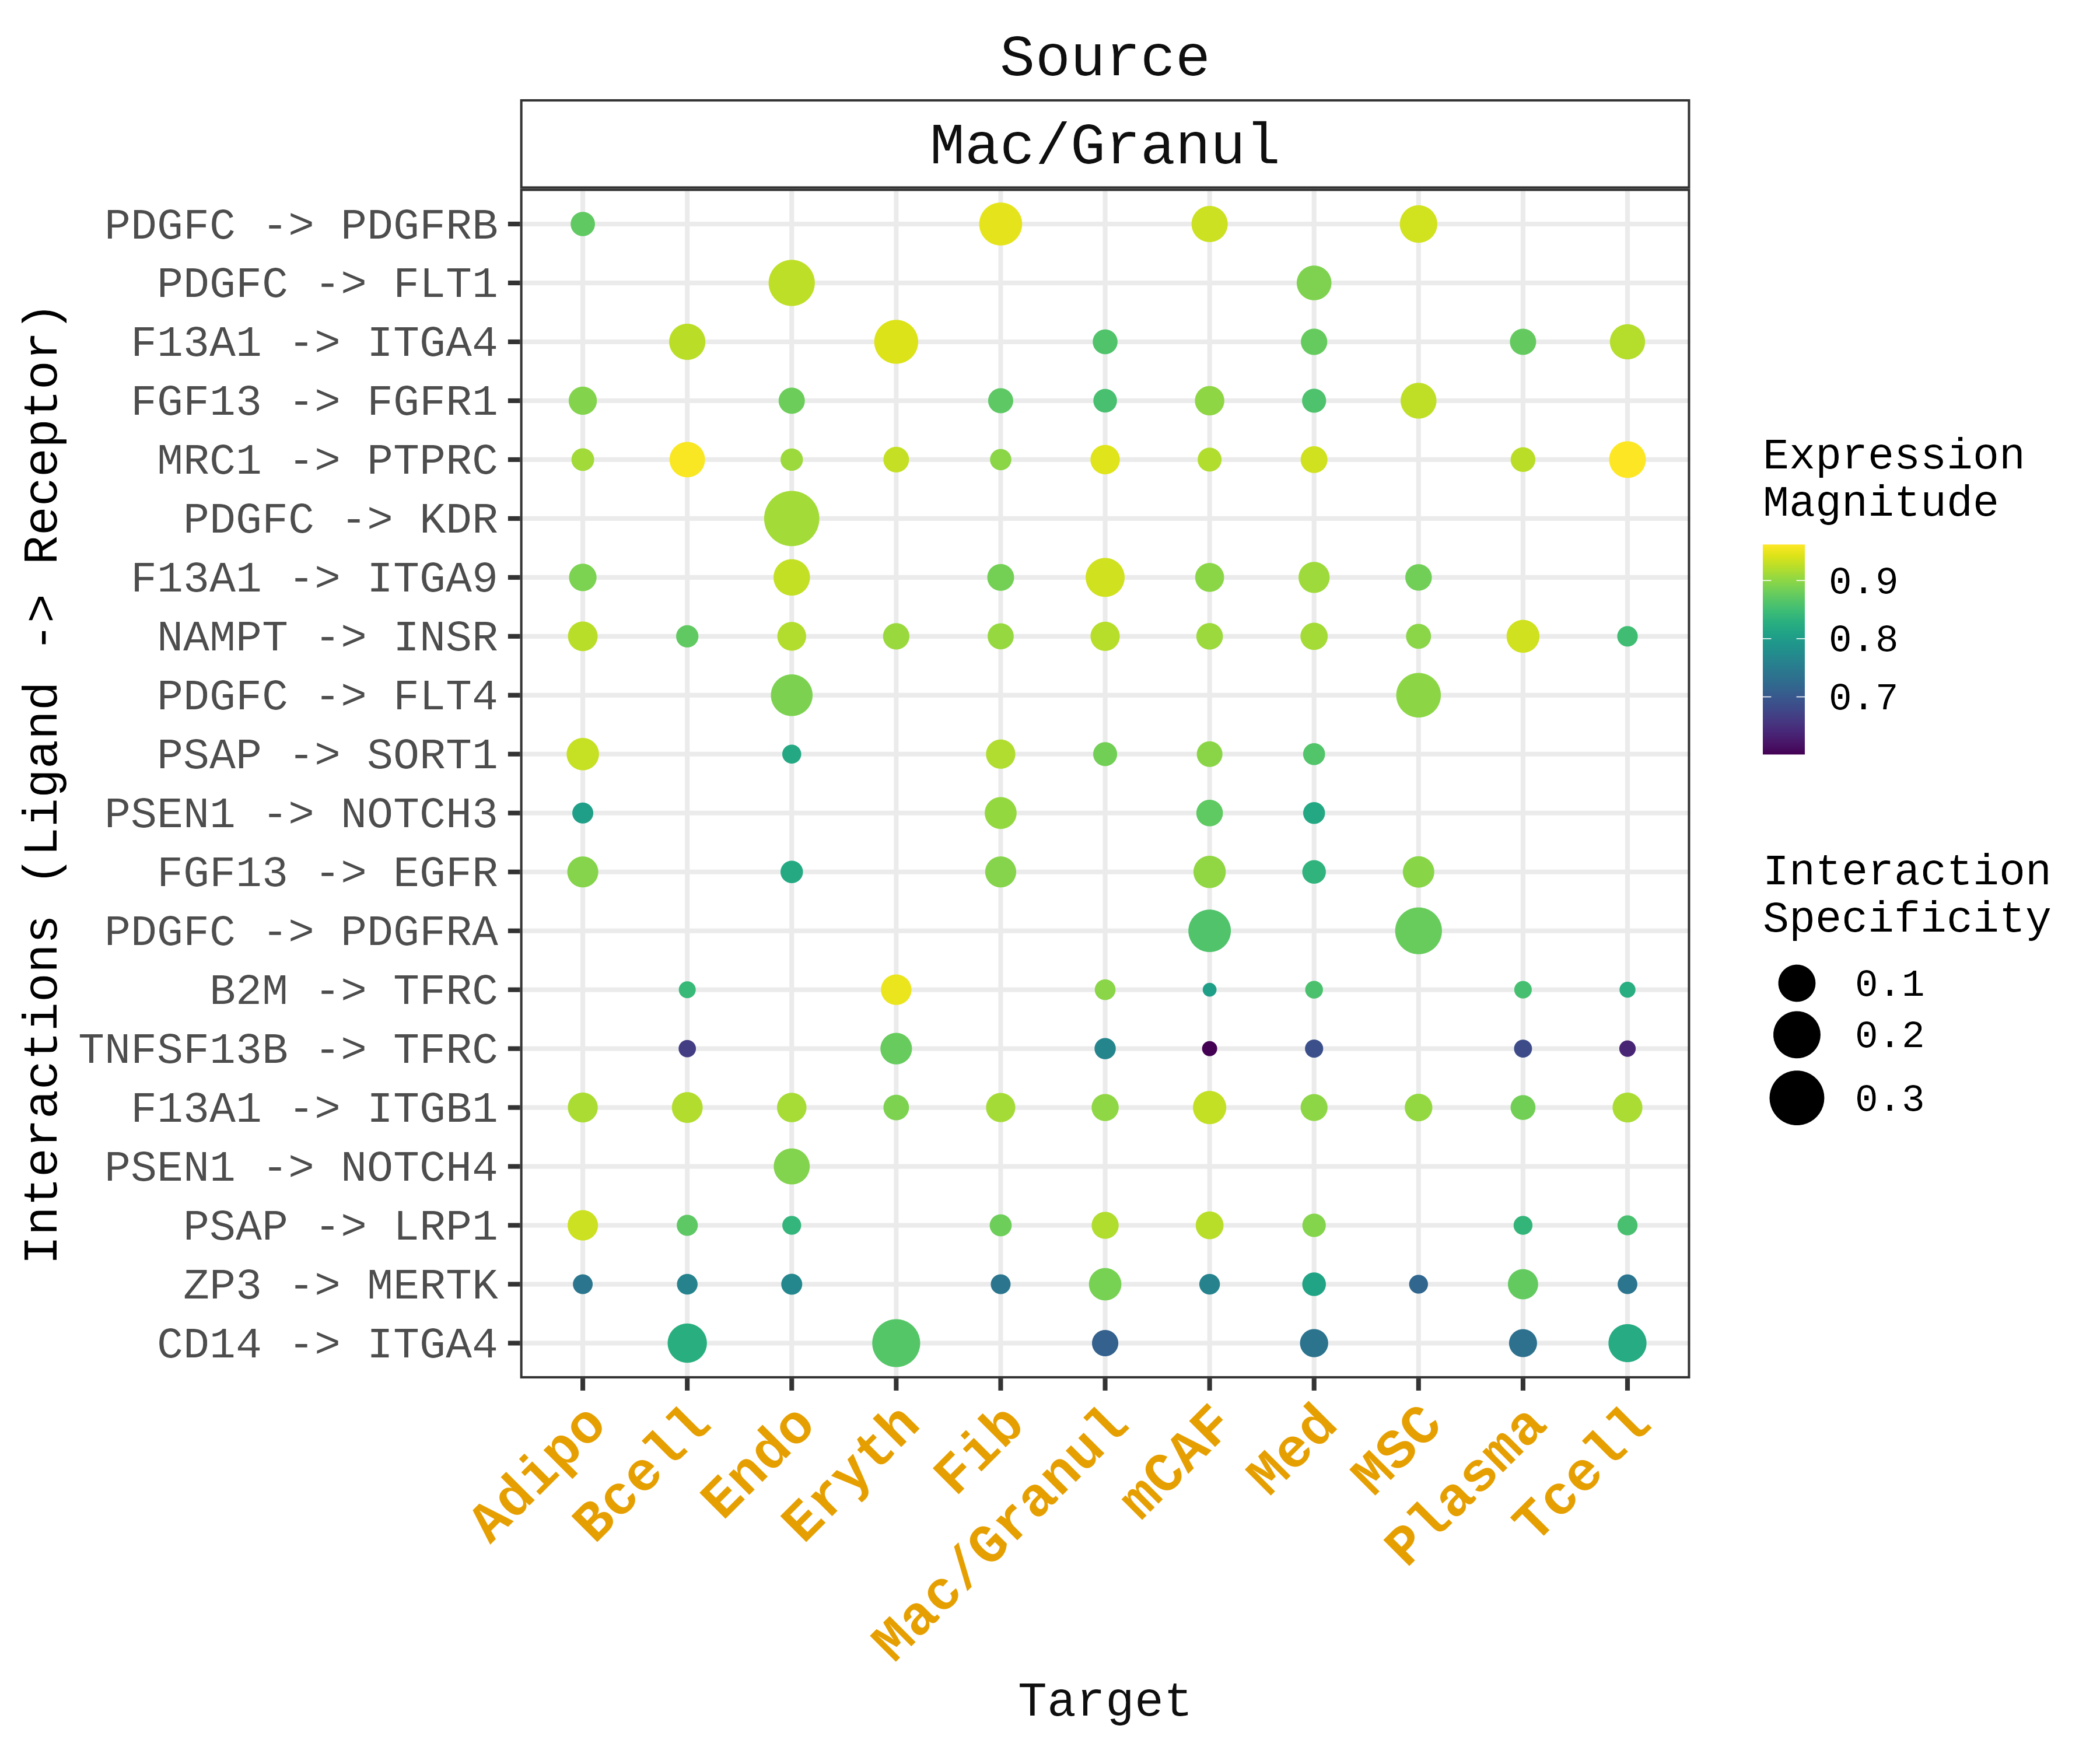 Source
Mac/Granul
Interactions (Ligand -> Receptor)
PDGFC -> PDGFRB
PDGFC -> FLT1
F13A1 -> ITGA4
FGF13 -> FGFR1
MRC1 -> PTPRC
PDGFC -> KDR
F13A1 -> ITGA9
NAMPT -> INSR
PDGFC -> FLT4
PSAP -> SORT1
PSEN1 -> NOTCH3
FGF13 -> EGFR
PDGFC -> PDGFRA
B2M -> TFRC
TNFSF13B -> TFRC
F13A1 -> ITGB1
PSEN1 -> NOTCH4
PSAP -> LRP1
ZP3 -> MERTK
CD14 -> ITGA4
Adipo
Bcell
Endo
Eryth
Fib
Mac/Granul
mCAF
Med
MSC
Plasma
Tcell
Target
Expression
Magnitude
0.9
0.8
0.7
Interaction
Specificity
0.1
0.2
0.3